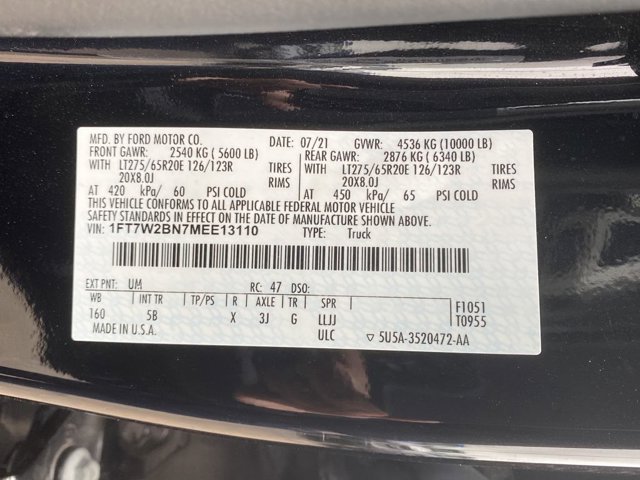 MFD. BY FORD MOTOR CO. DATE: 07/21 GVWR: 4536 KG (10000 LB)
FRONT GAWR: 2540 KG ( 5600 LB) REAR GAWR: 2876 KG ( 6340 LB)
WITH LT275/65R20E 126/123R TIRES WITH LT275/65R20E 126/123R TIRES
20X8.0J RIMS 20X8.0J RIMS
AT 420 kPa/ 60 PSI COLD AT 450 kPa/ 65 PSI COLD
THIS VEHICLE CONFORMS TO ALL APPLICABLE FEDERAL MOTOR VEHICLE
SAFETY STANDARDS IN EFFECT ON THE DATE OF MANUFACTURE SHOWN ABOVE.
VIN: 1FT7W2BN7MEE13110 TYPE: Truck
EXT PNT: UM RC: 47 DSO:
WB INT TR TP/PS R AXLE TR SPR F1051
160 5B X 3J G LLJJ T0955
MADE IN U.S.A. ULC 5U5A-3520472-AA